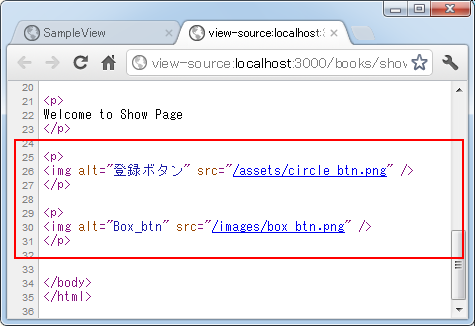 SampleView
view-source:localhost:3
view-source:localhost:3000/books/show
20
21 <p>
22 Welcome to Show Page
23 </p>
24
25 <p>
26 <img alt="登録ボタン" src="/assets/circle_btn.png" />
27 </p>
28
29 <p>
30 <img alt="Box_btn" src="/images/box_btn.png" />
31 </p>
32
33
34 </body>
35 </html>
36